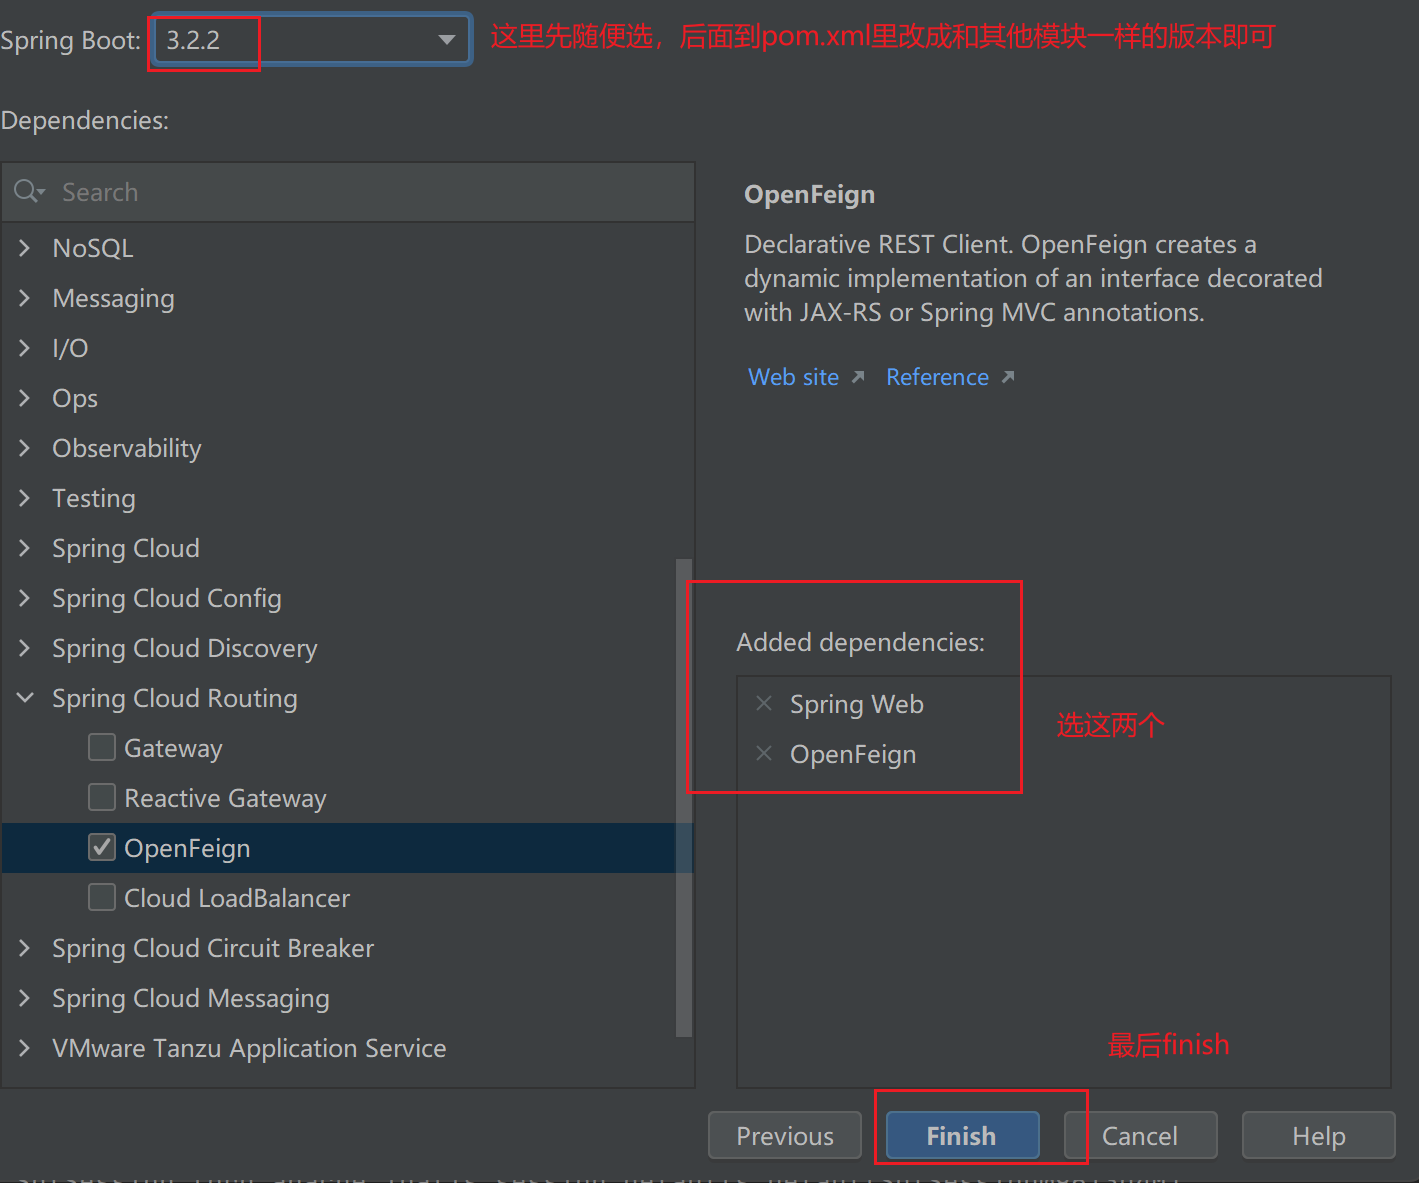 Spring Boot: 3.2.2 这里先随便选，后面到pom.xml里改成和其他模块一样的版本即可
Dependencies:
Search
NoSQL
Messaging
I/O
Ops
Observability
Testing
Spring Cloud
Spring Cloud Config
Spring Cloud Discovery
Spring Cloud Routing
Gateway
Reactive Gateway
OpenFeign
Cloud LoadBalancer
Spring Cloud Circuit Breaker
Spring Cloud Messaging
VMware Tanzu Application Service
OpenFeign
Declarative REST Client. OpenFeign creates a
dynamic implementation of an interface decorated
with JAX-RS or Spring MVC annotations.
Web site Reference
Added dependencies:
Spring Web
OpenFeign
选这两个
最后finish
Previous Finish Cancel Help